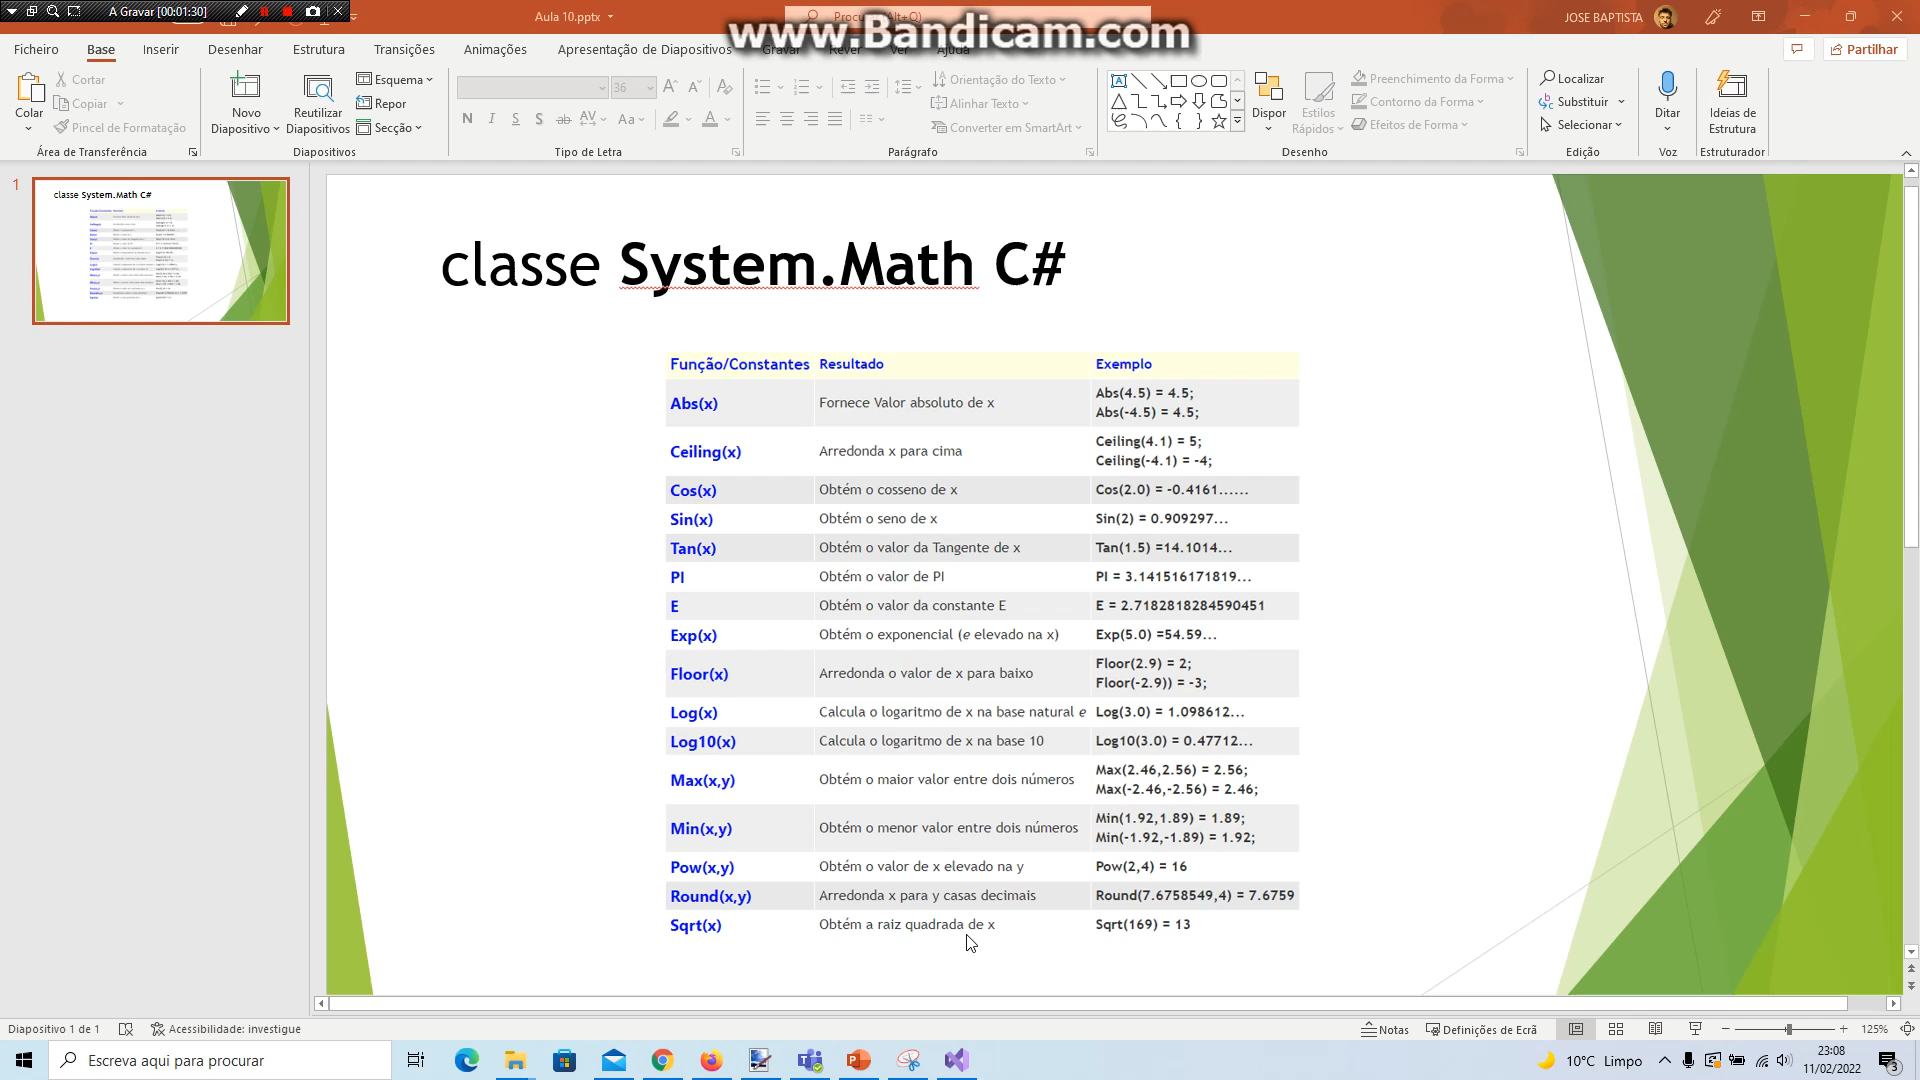 A Gravar [00:01:30]
Aula 10.pptx
Procu
Alt+Q)
www.Bandicam.com
JOSE BAPTISTA
Ficheiro
Base
Inserir
Desenhar
Estrutura
Transições
Animações
Apresentação de Diapositivos
Gravar
Rever
Ver
Ajuda
Partilhar
Colar
Cortar
Copiar
Pincel de Formatação
Área de Transferência
Novo
Diapositivo
Reutilizar
Diapositivos
Esquema
Repor
Secção
Diapositivos
36
N I S S ab AV Aa A
Tipo de Letra
Orientação do Texto
Alinhar Texto
Converter em SmartArt
Parágrafo
Dispor
Estilos
Rápidos
Preenchimento da Forma
Contorno da Forma
Efeitos de Forma
Desenho
Localizar
Substituir
Selecionar
Edição
Ditar
Voz
Ideias de
Estrutura
Estruturador
1
classe System.Math C#
classe System.Math C#
Função/Constantes Resultado Exemplo
Abs(x) Fornece Valor absoluto de x Abs(4.5) = 4.5;
Abs(-4.5) = 4.5;
Ceiling(x) Arredonda x para cima Ceiling(4.1) = 5;
Ceiling(-4.1) = -4;
Cos(x) Obtém o cosseno de x Cos(2.0) = -0.4161......
Sin(x) Obtém o seno de x Sin(2) = 0.909297...
Tan(x) Obtém o valor da Tangente de x Tan(1.5) =14.1014...
PI Obtém o valor de PI PI = 3.141516171819...
E Obtém o valor da constante E E = 2.7182818284590451
Exp(x) Obtém o exponencial (e elevado na x) Exp(5.0) =54.59...
Floor(x) Arredonda o valor de x para baixo Floor(2.9) = 2;
Floor(-2.9)) = -3;
Log(x) Calcula o logaritmo de x na base natural e Log(3.0) = 1.098612...
Log10(x) Calcula o logaritmo de x na base 10 Log10(3.0) = 0.47712...
Max(x,y) Obtém o maior valor entre dois números Max(2.46,2.56) = 2.56;
Max(-2.46,-2.56) = 2.46;
Min(x,y) Obtém o menor valor entre dois números Min(1.92,1.89) = 1.89;
Min(-1.92,-1.89) = 1.92;
Pow(x,y) Obtém o valor de x elevado na y Pow(2,4) = 16
Round(x,y) Arredonda x para y casas decimais Round(7.6758549,4) = 7.6759
Sqrt(x) Obtém a raiz quadrada de x Sqrt(169) = 13
Diapositivo 1 de 1
Acessibilidade: investigue
Notas
Definições de Ecrã
125%
Escreva aqui para procurar
10°C Limpo
23:08
11/02/2022
3